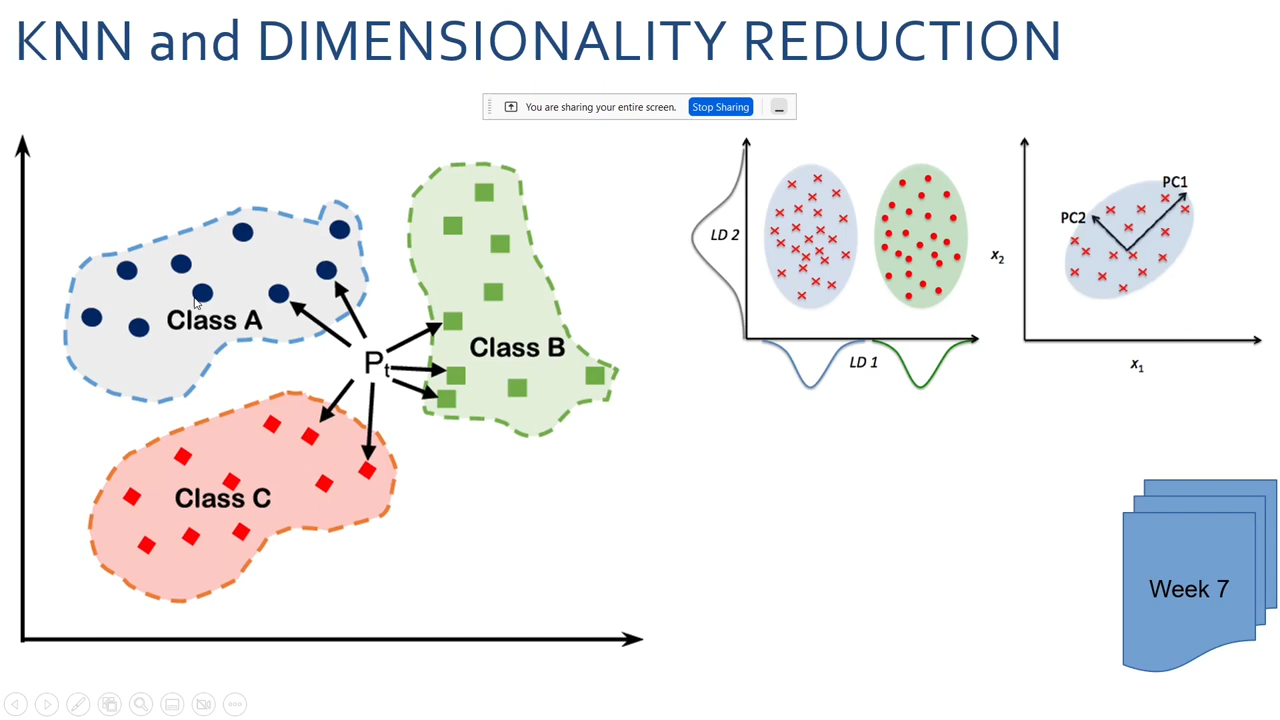 KNN and DIMENSIONALITY REDUCTION
You are sharing your entire screen. Stop Sharing
Class A
Class B
Class C
Pt
LD 2
LD 1
PC1
PC2
x2
x1
Week 7